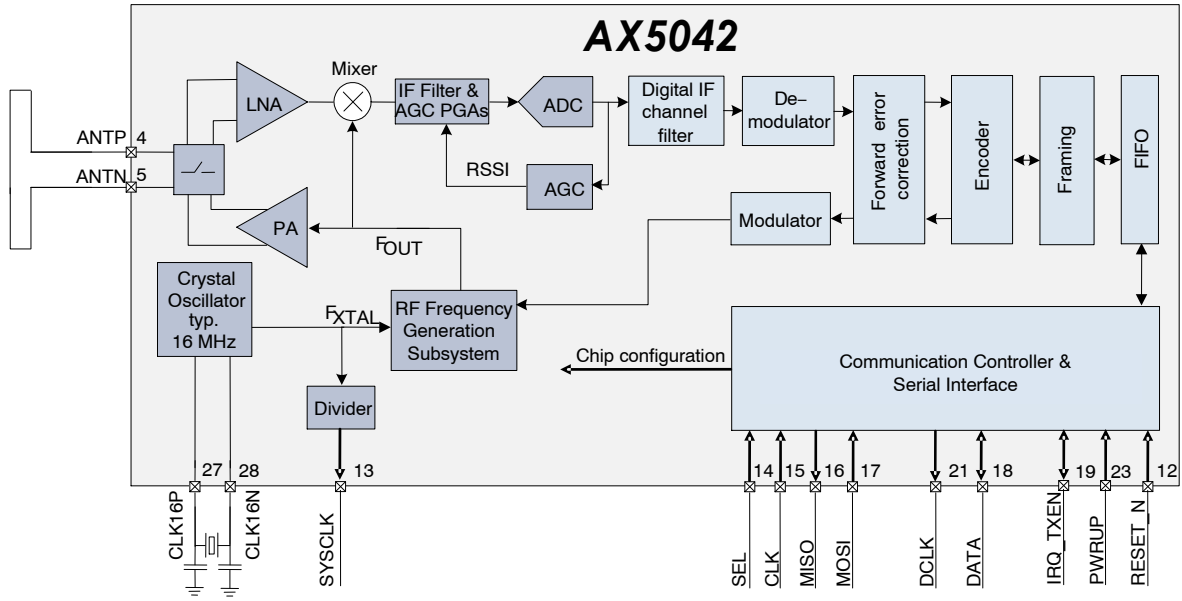 AX5042
Mixer
LNA
IF Filter &
AGC PGAs
ADC
Digital IF
channel
filter
De–
modulator
Forward error
correction
Encoder
Framing
FIFO
ANTP 4
ANTN 5
RSSI
AGC
PA
FOUT
Modulator
Crystal
Oscillator
typ.
16 MHz
FXTAL
RF Frequency
Generation
Subsystem
Chip configuration
Communication Controller &
Serial Interface
Divider
27
28
13
14
15
16
17
21
18
19
23
12
CLK16P
CLK16N
SYSCLK
SEL
CLK
MISO
MOSI
DCLK
DATA
IRQ_TXEN
PWRUP
RESET_N